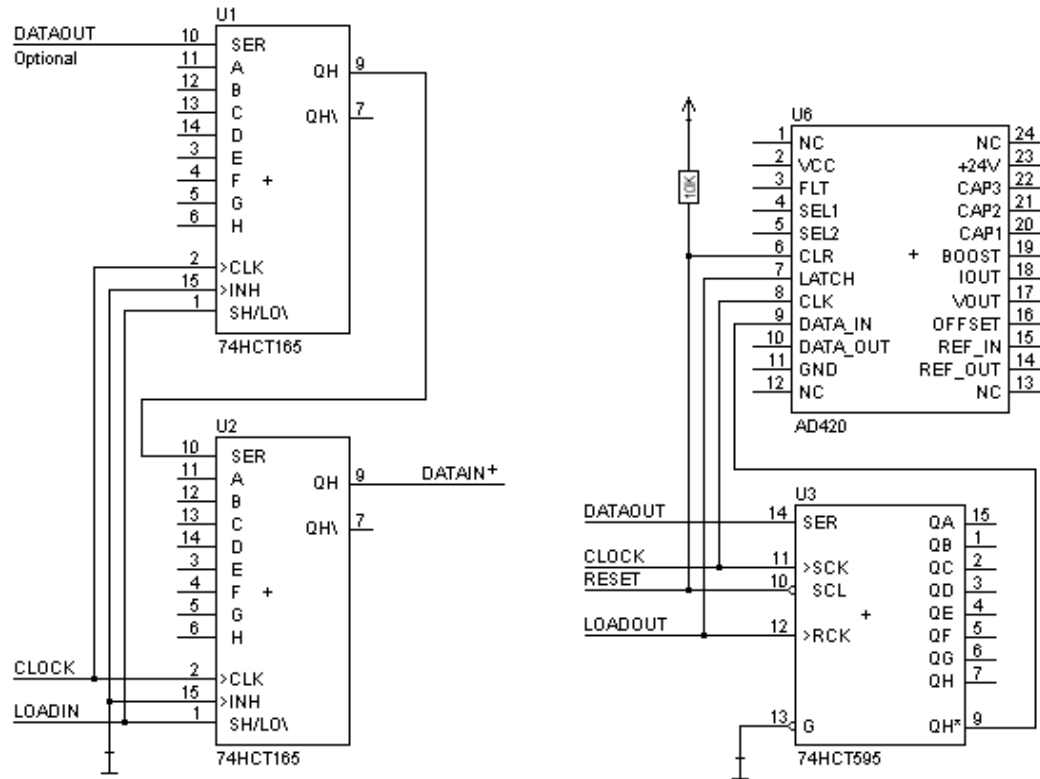 U1
DATAOUT 10 SER
Optional 11 A QH 9
12 B
13 C QH\ 7
14 D
3 E
4 F +
5 G
6 H
2 >CLK
15 >INH
1 SH/LO\
74HCT165
U2
10 SER
11 A QH 9 DATAIN+
12 B
13 C QH\ 7
14 D
3 E
4 F +
5 G
6 H
CLOCK 2 >CLK
15 >INH
LOADIN 1 SH/LO\
74HCT165
10K
U6
1 NC NC 24
2 VCC +24V 23
3 FLT CAP3 22
4 SEL1 CAP2 21
5 SEL2 CAP1 20
6 CLR + BOOST 19
7 LATCH IOUT 18
8 CLK VOUT 17
9 DATA_IN OFFSET 16
10 DATA_OUT REF_IN 15
11 GND REF_OUT 14
12 NC NC 13
AD420
U3
DATAOUT 14 SER QA 15
QB 1
CLOCK 11 >SCK QC 2
RESET 10 SCL QD 3
QE 4
LOADOUT 12 >RCK + QF 5
QG 6
QH 7
13 G QH* 9
74HCT595